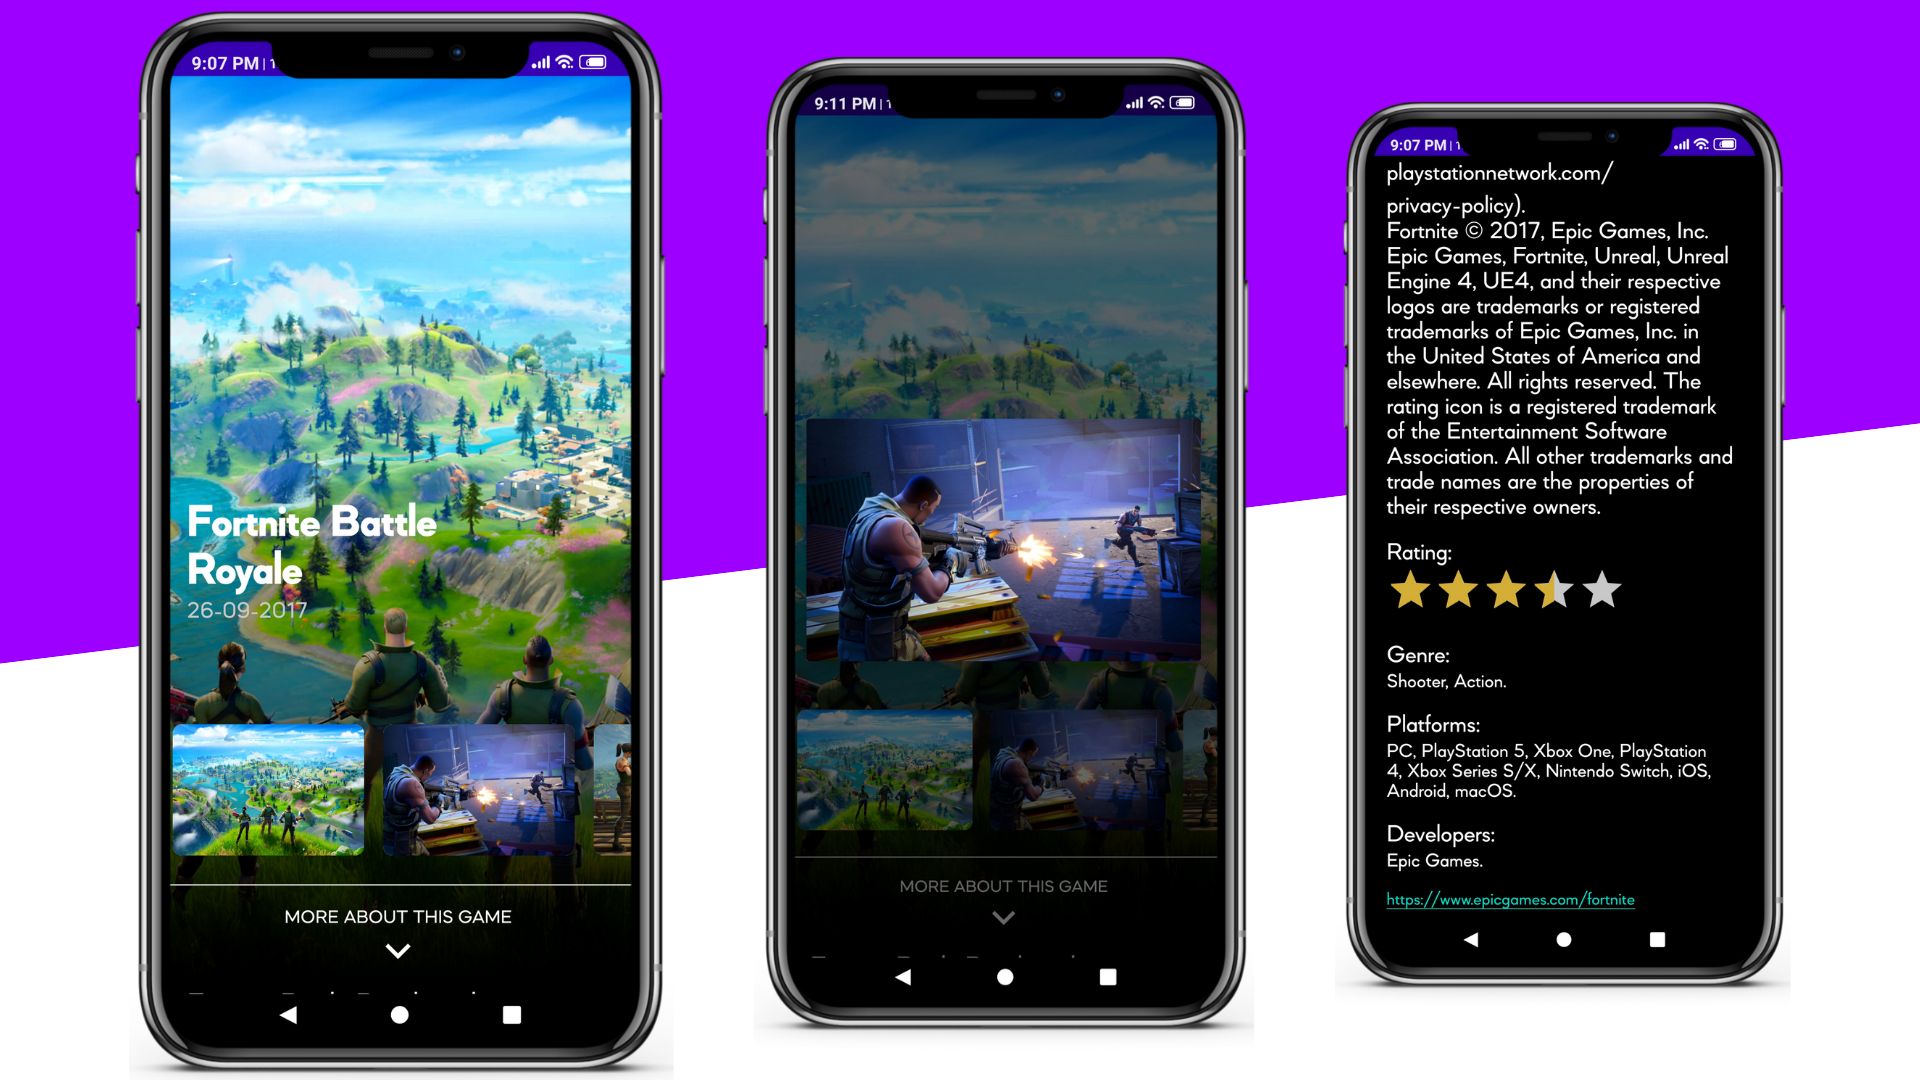 9:07 PM
Fortnite Battle
Royale
26-09-2017
MORE ABOUT THIS GAME
9:11 PM
MORE ABOUT THIS GAME
9:07 PM
playstationnetwork.com/
privacy-policy).
Fortnite © 2017, Epic Games, Inc.
Epic Games, Fortnite, Unreal, Unreal
Engine 4, UE4, and their respective
logos are trademarks or registered
trademarks of Epic Games, Inc. in
the United States of America and
elsewhere. All rights reserved. The
rating icon is a registered trademark
of the Entertainment Software
Association. All other trademarks and
trade names are the properties of
their respective owners.
Rating:
Genre:
Shooter, Action.
Platforms:
PC, PlayStation 5, Xbox One, PlayStation
4, Xbox Series S/X, Nintendo Switch, iOS,
Android, macOS.
Developers:
Epic Games.
https://www.epicgames.com/fortnite